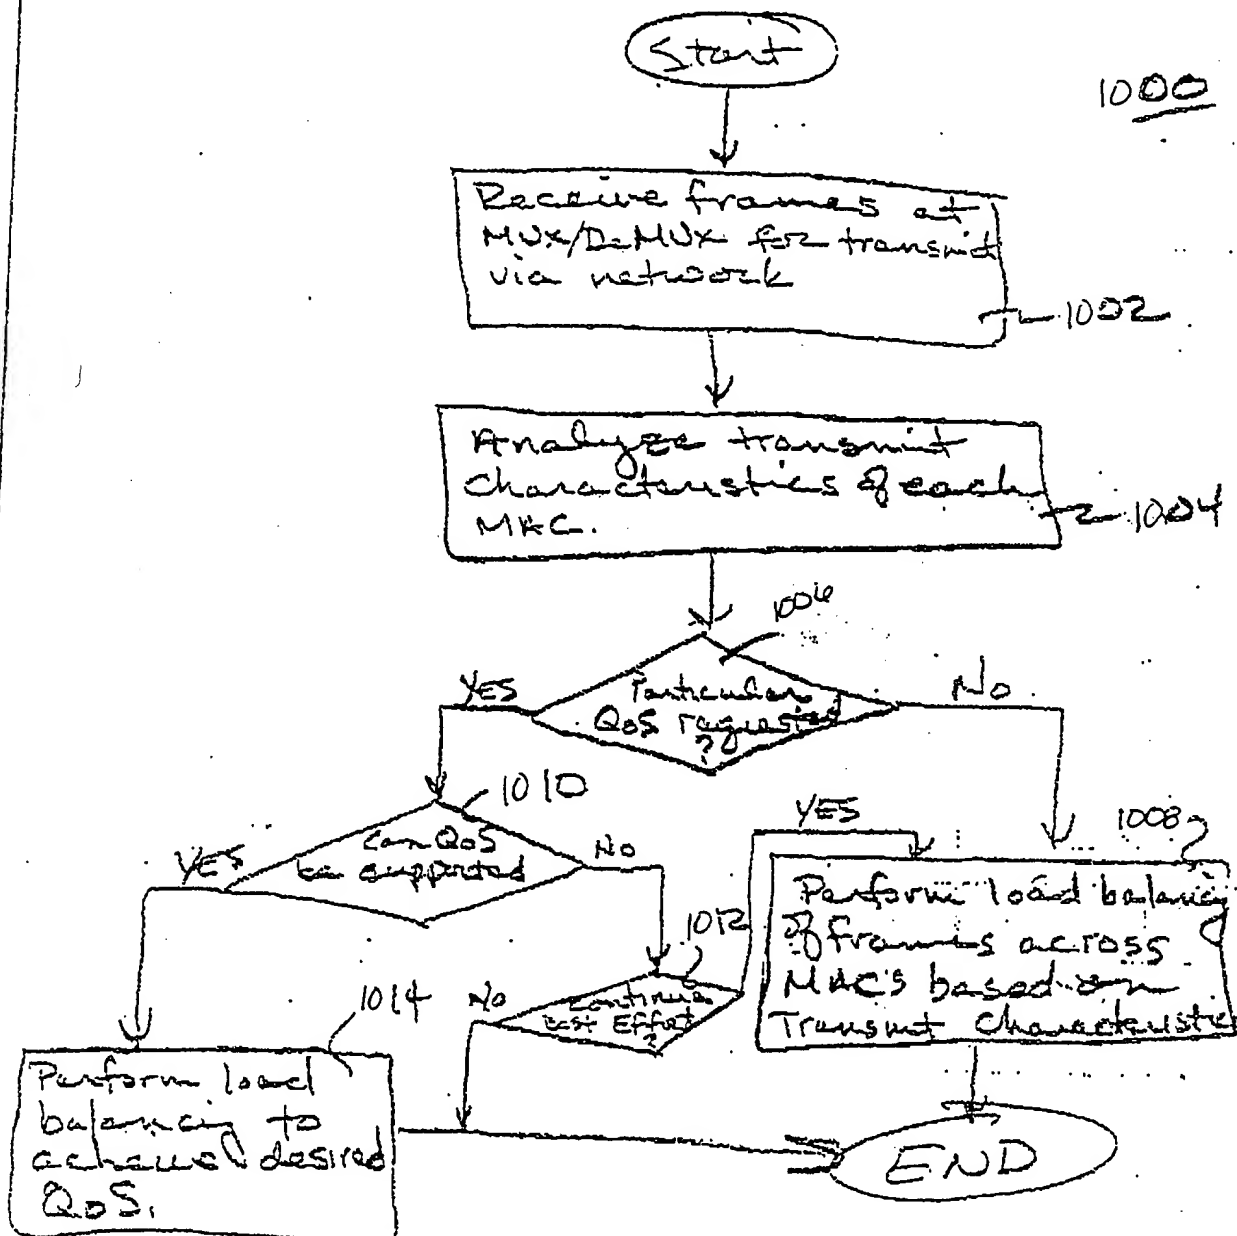 Start
1000
Receive frames at
MUX/DeMUX for transmit
via network
1002
Analyze transmit
characteristics of each
MAC.
1004
1006
YES
Particular
QoS requested
?
No
1010
YES
Can QoS
be supported
No
YES
1008
1012
Perform load balancing
of frames across
MAC's based on
Transmit Characteristic
1014
No
Continue
Best Effort
?
Perform load
balancing to
achieve desired
QoS.
END